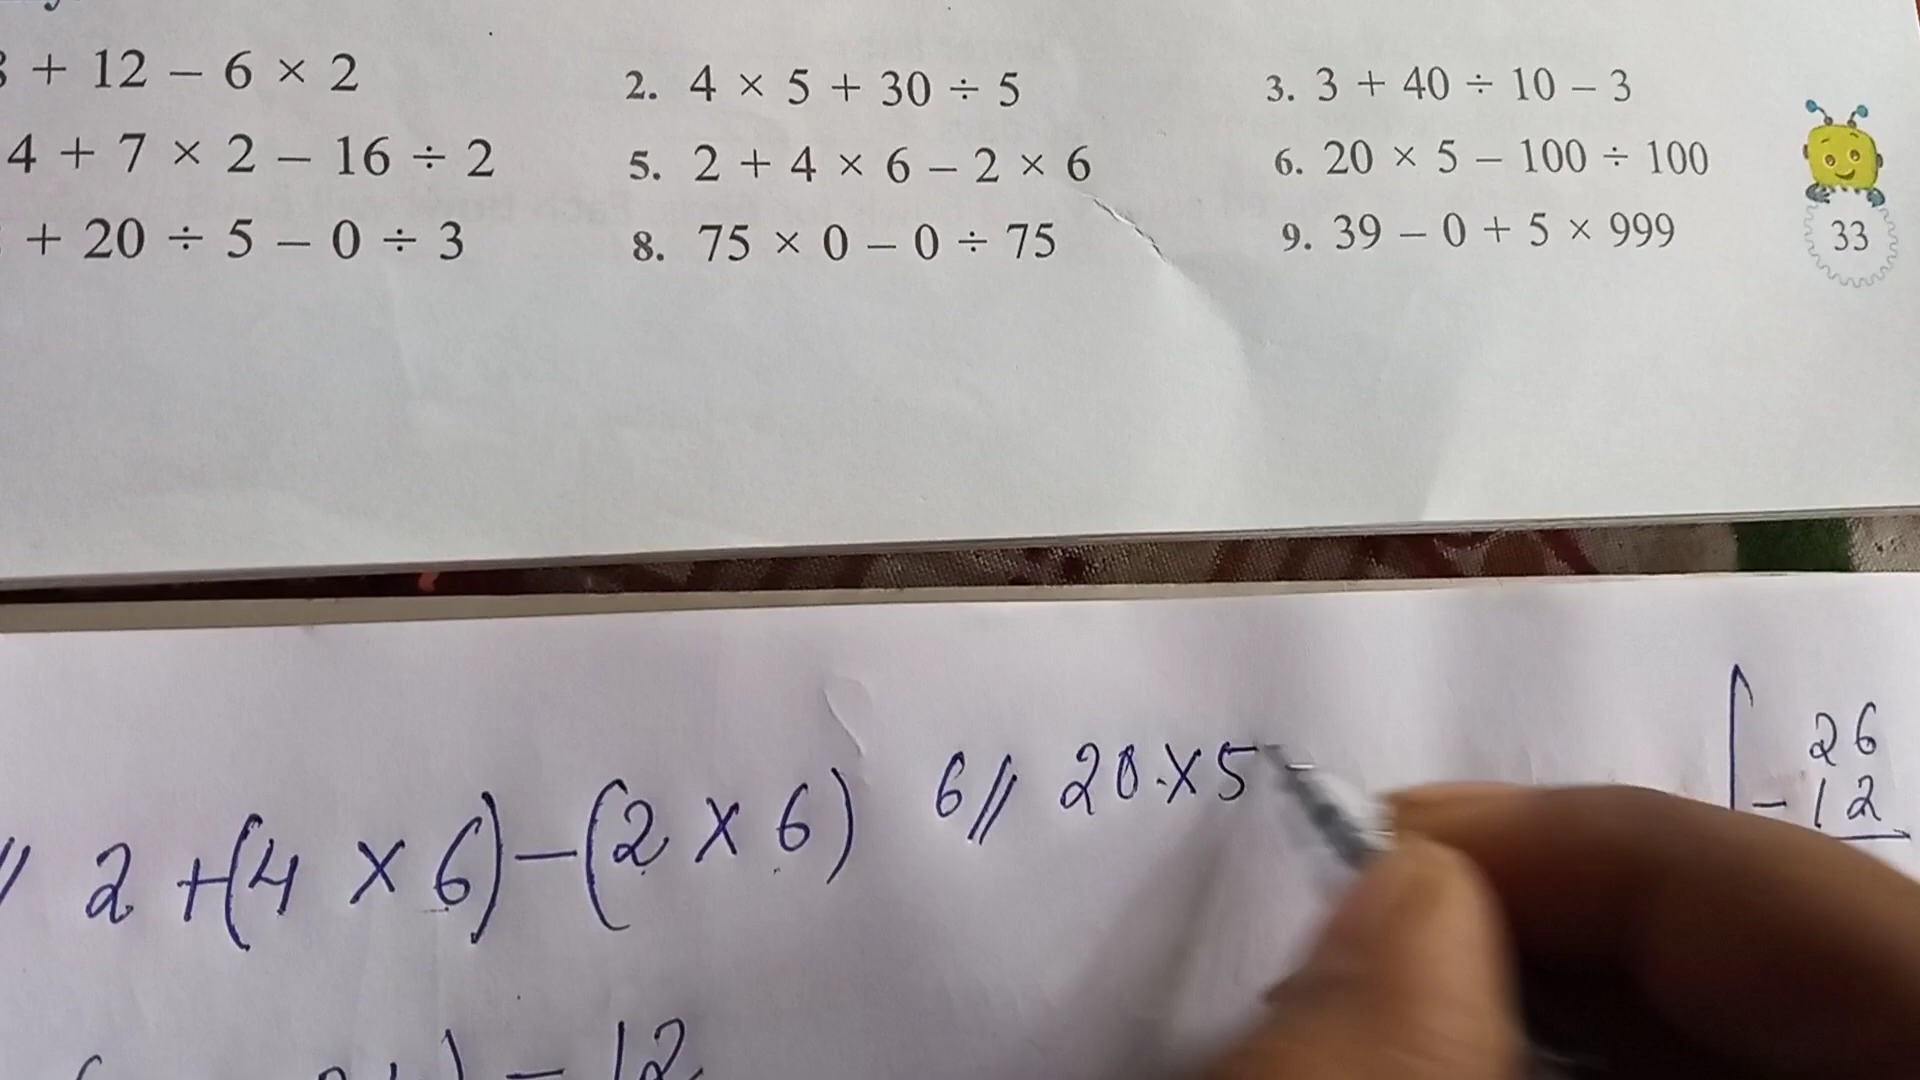 + 12 – 6 × 2
2. 4 × 5 + 30 ÷ 5
3. 3 + 40 ÷ 10 – 3
4 + 7 × 2 – 16 ÷ 2
5. 2 + 4 × 6 – 2 × 6
6. 20 × 5 – 100 ÷ 100
+ 20 ÷ 5 – 0 ÷ 3
8. 75 × 0 – 0 ÷ 75
9. 39 – 0 + 5 × 999
33
// 2 + (4 × 6) – (2 × 6)
6// 20 × 5 -
26
- 12
) – 12